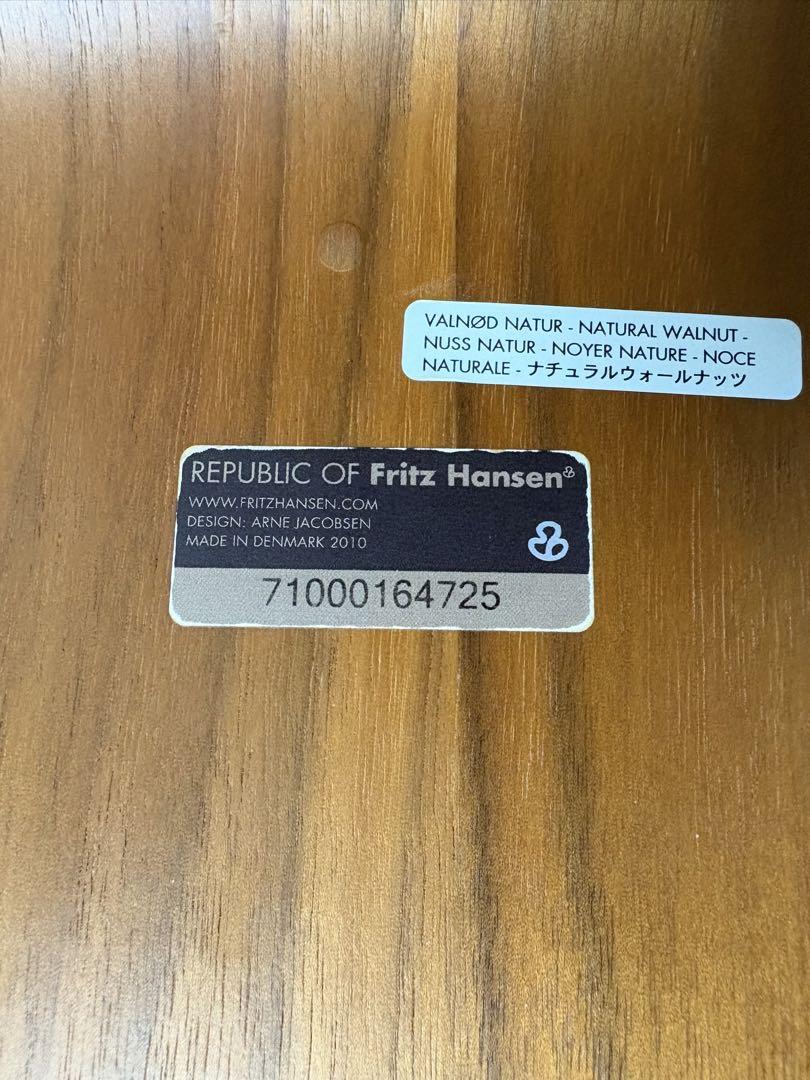 VALNØD NATUR - NATURAL WALNUT -
NUSS NATUR - NOYER NATURE - NOCE
NATURALE - ナチュラルウォールナッツ
REPUBLIC OF Fritz Hansen®
WWW.FRITZHANSEN.COM
DESIGN: ARNE JACOBSEN
MADE IN DENMARK 2010
71000164725